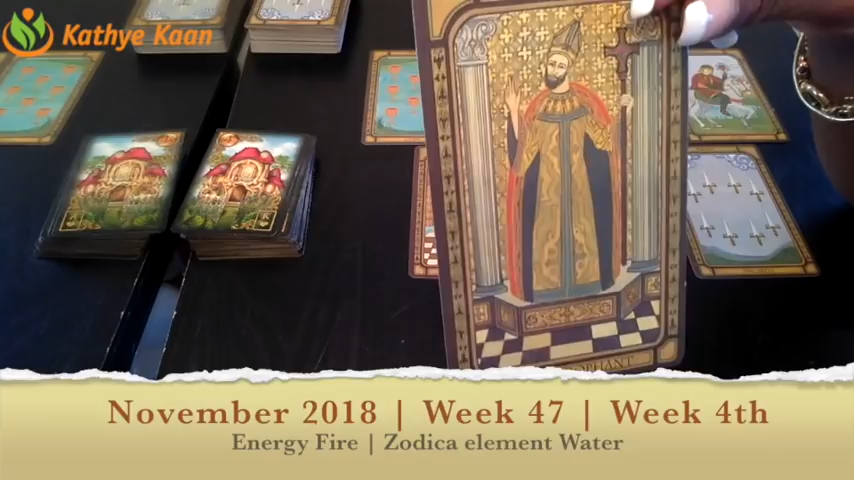 Kathye Kaan
November 2018 | Week 47 | Week 4th
Energy Fire | Zodica element Water